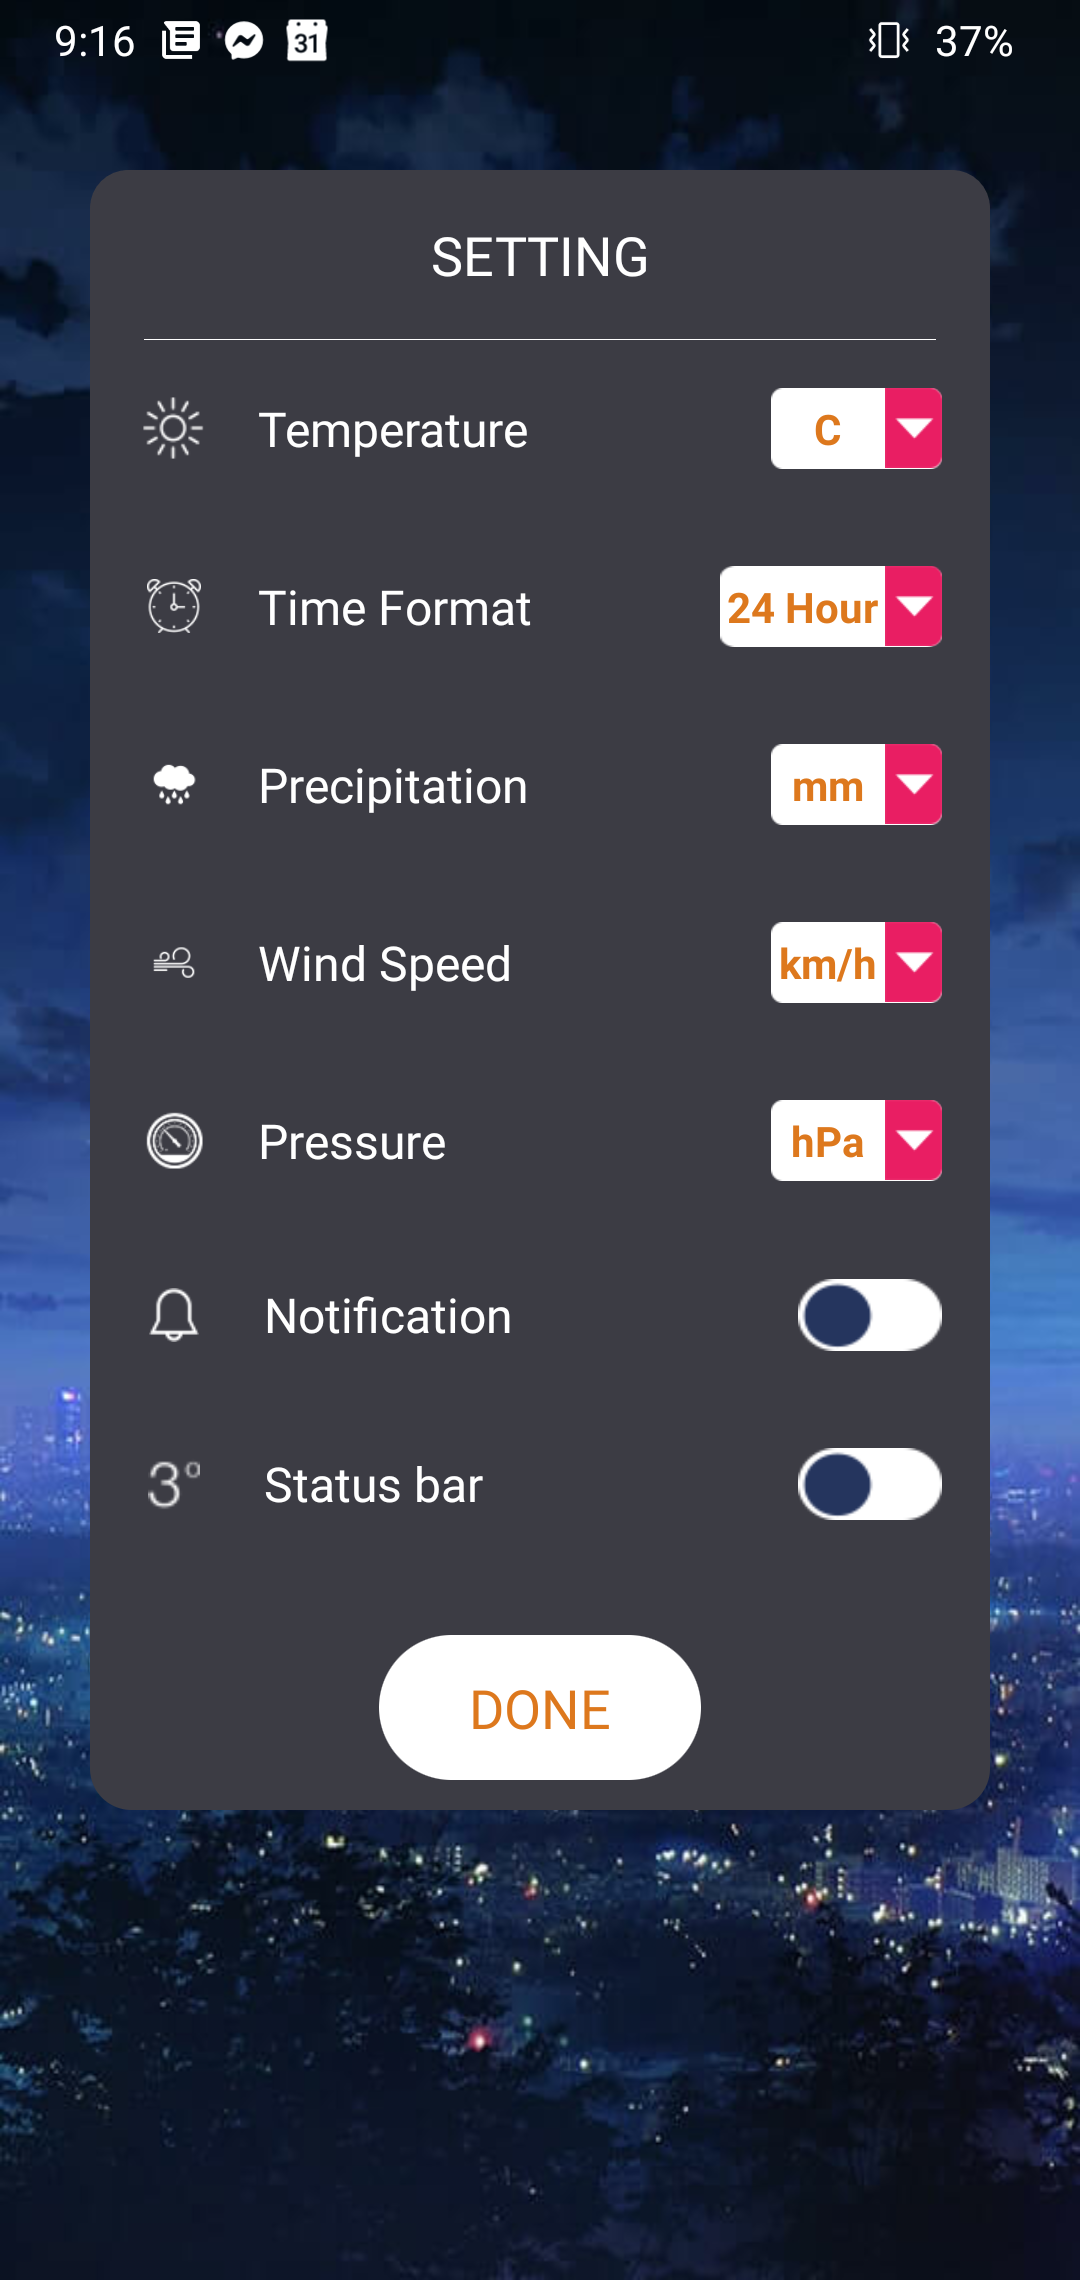 9:16 31 37%
SETTING
Temperature C
Time Format 24 Hour
Precipitation mm
Wind Speed km/h
Pressure hPa
Notification
3° Status bar
DONE